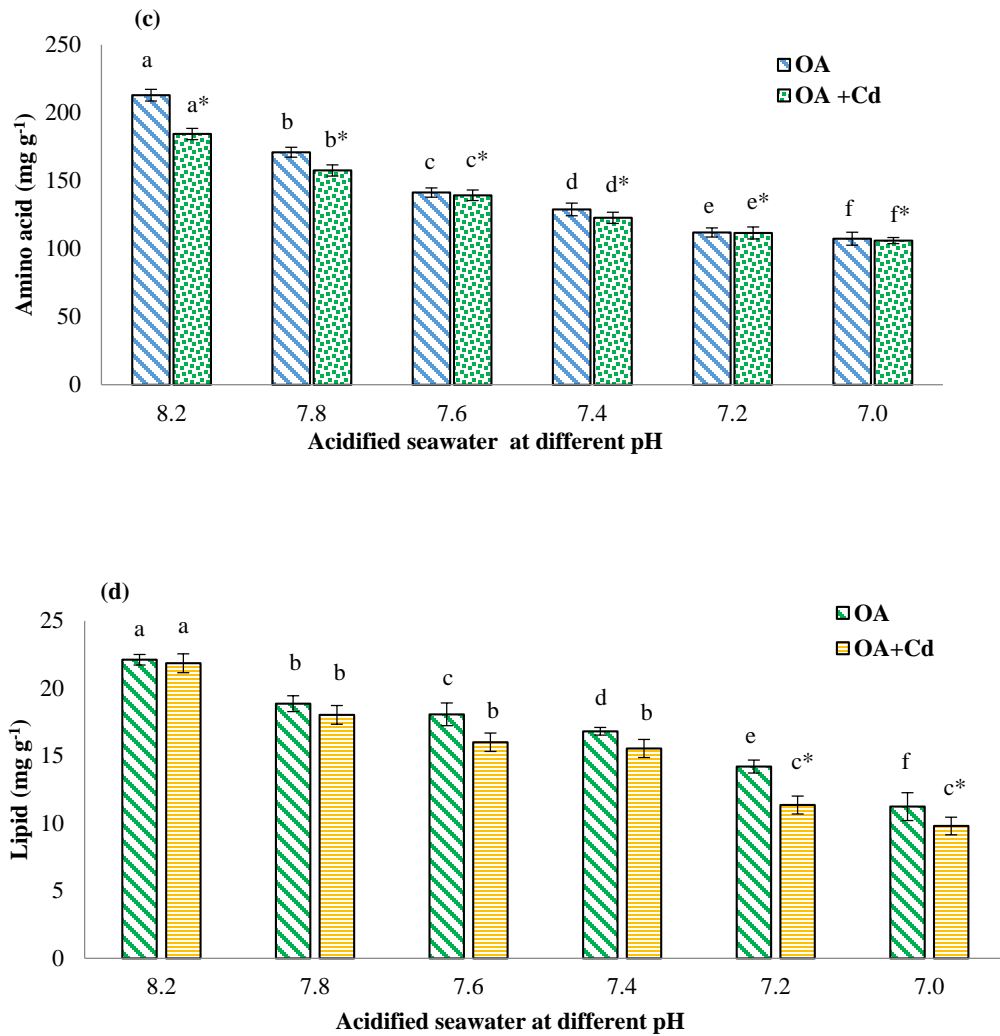 (c)
250
200
150
100
50
0
Amino acid (mg g-1)
a
a*
b
b*
c
c*
d
d*
e
e*
f
f*
OA
OA +Cd
8.2 7.8 7.6 7.4 7.2 7.0
Acidified seawater at different pH
(d)
25
20
15
10
5
0
Lipid (mg g-1)
a
a
b
b
c
b
d
b
e
c*
f
c*
OA
OA+Cd
8.2 7.8 7.6 7.4 7.2 7.0
Acidified seawater at different pH